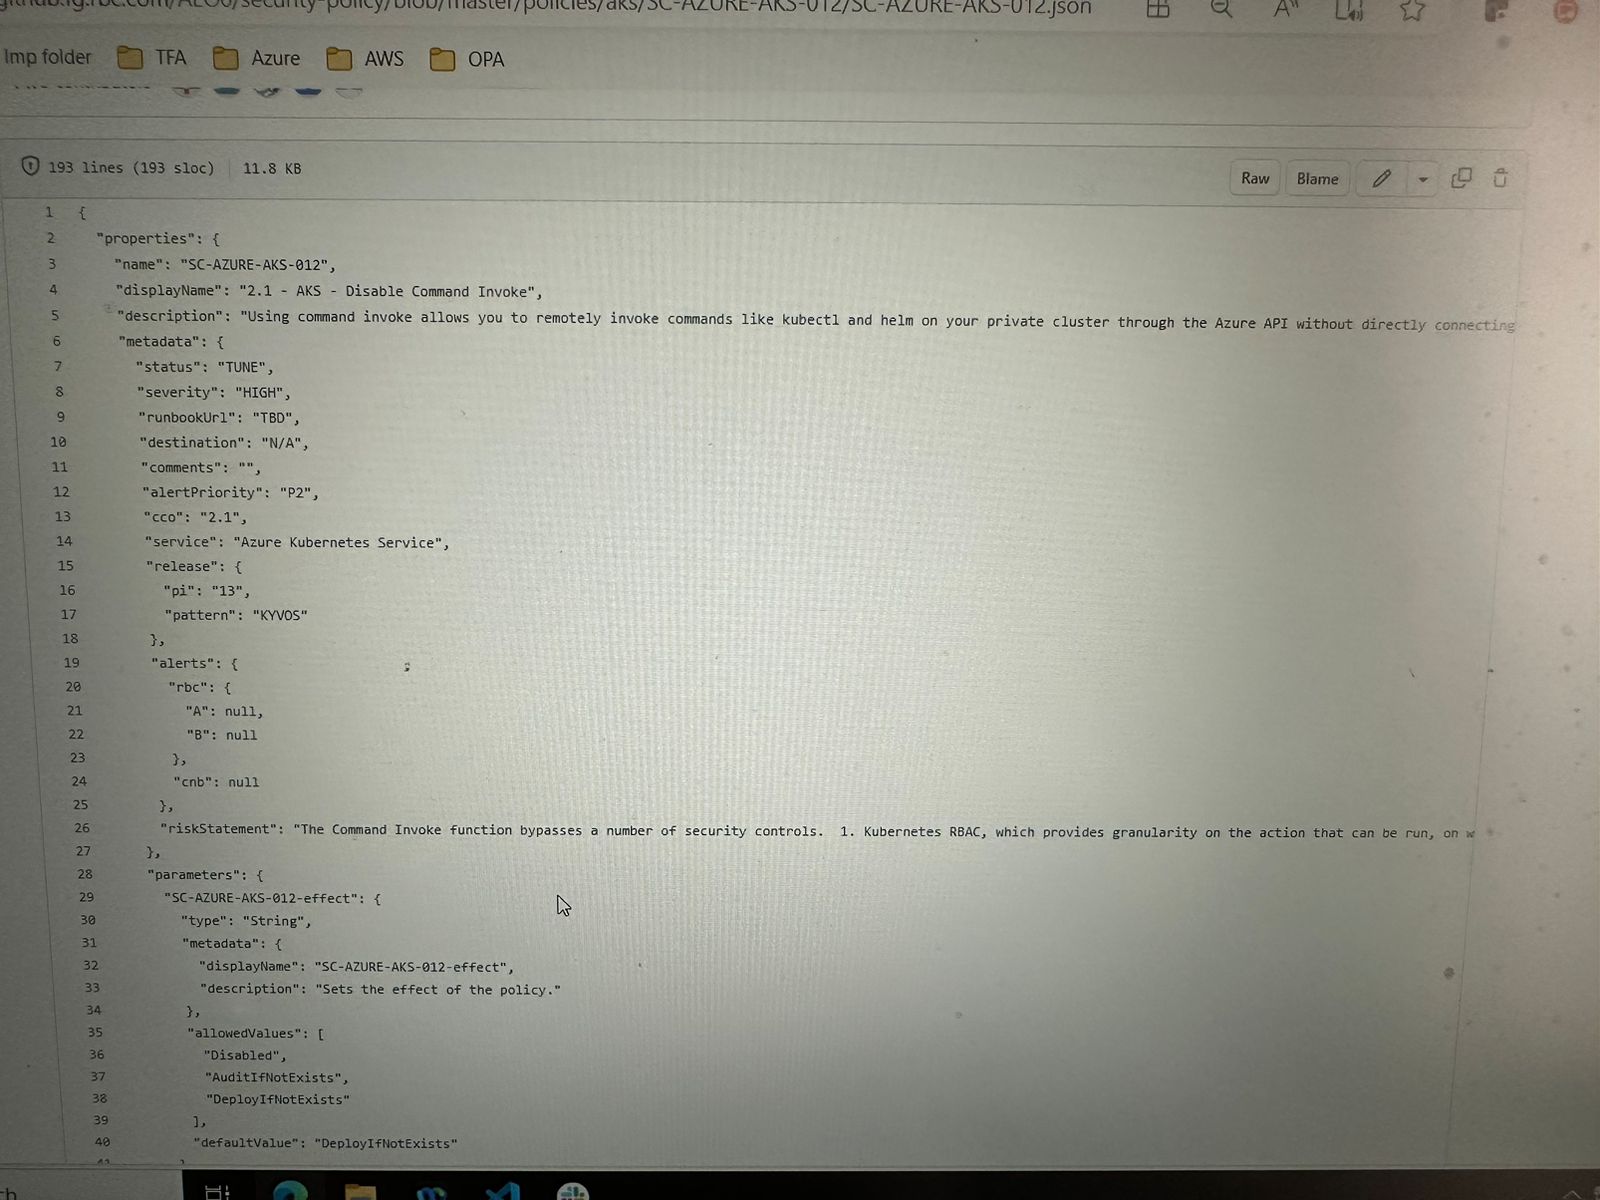 github.fg.rbc.com/AEO0/security-policy/blob/master/policies/aks/SC-AZURE-AKS-012/SC-AZURE-AKS-012.json
Imp folder TFA Azure AWS OPA
193 lines (193 sloc) 11.8 KB Raw Blame
1 {
2 "properties": {
3 "name": "SC-AZURE-AKS-012",
4 "displayName": "2.1 - AKS - Disable Command Invoke",
5 "description": "Using command invoke allows you to remotely invoke commands like kubectl and helm on your private cluster through the Azure API without directly connecting
6 "metadata": {
7 "status": "TUNE",
8 "severity": "HIGH",
9 "runbookUrl": "TBD",
10 "destination": "N/A",
11 "comments": "",
12 "alertPriority": "P2",
13 "cco": "2.1",
14 "service": "Azure Kubernetes Service",
15 "release": {
16 "pi": "13",
17 "pattern": "KYVOS"
18 },
19 "alerts": {
20 "rbc": {
21 "A": null,
22 "B": null
23 },
24 "cnb": null
25 },
26 "riskStatement": "The Command Invoke function bypasses a number of security controls.  1. Kubernetes RBAC, which provides granularity on the action that can be run, on w
27 },
28 "parameters": {
29 "SC-AZURE-AKS-012-effect": {
30 "type": "String",
31 "metadata": {
32 "displayName": "SC-AZURE-AKS-012-effect",
33 "description": "Sets the effect of the policy."
34 },
35 "allowedValues": [
36 "Disabled",
37 "AuditIfNotExists",
38 "DeployIfNotExists"
39 ],
40 "defaultValue": "DeployIfNotExists"